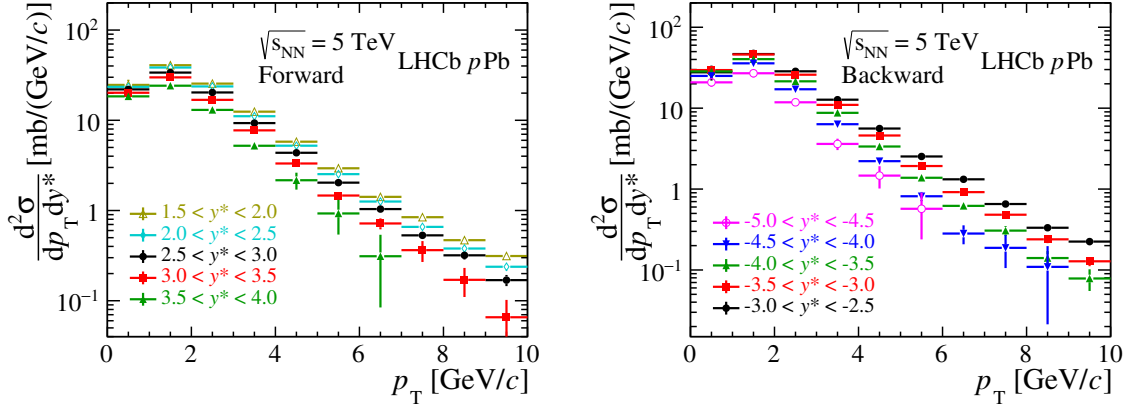 d²σ/dp_T dy* [mb/(GeV/c)]
10²
10
1
10⁻¹
√s_NN = 5 TeV
Forward
LHCb pPb
1.5 < y* < 2.0
2.0 < y* < 2.5
2.5 < y* < 3.0
3.0 < y* < 3.5
3.5 < y* < 4.0
0 2 4 6 8 10
p_T [GeV/c]
d²σ/dp_T dy* [mb/(GeV/c)]
10²
10
1
10⁻¹
√s_NN = 5 TeV
Backward
LHCb pPb
-5.0 < y* < -4.5
-4.5 < y* < -4.0
-4.0 < y* < -3.5
-3.5 < y* < -3.0
-3.0 < y* < -2.5
0 2 4 6 8 10
p_T [GeV/c]